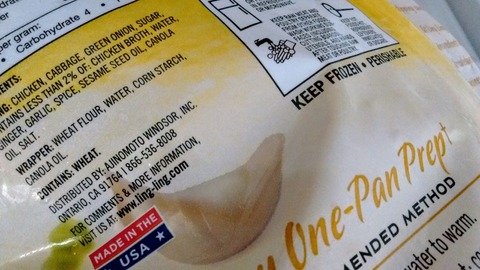 per gram:
• Carbohydrate 4 •
ENTS:
NG: CHICKEN, CABBAGE, GREEN ONION, SUGAR,
NTAINS LESS THAN 2% OF: CHICKEN BROTH, WATER,
GINGER, GARLIC, SPICE, SESAME SEED OIL, CANOLA
OIL, SALT.
WRAPPER: WHEAT FLOUR, WATER, CORN STARCH,
CANOLA OIL.
CONTAINS: WHEAT.
DISTRIBUTED BY: AJINOMOTO WINDSOR, INC.
ONTARIO, CA 91764 | 866-536-8008
FOR COMMENTS & MORE INFORMATION,
VISIT US AT: www.ling-ling.com
MADE IN THE
USA
KEEP FROZEN • PERISHABLE
One-Pan Prep†
MENDED METHOD
water to warm.